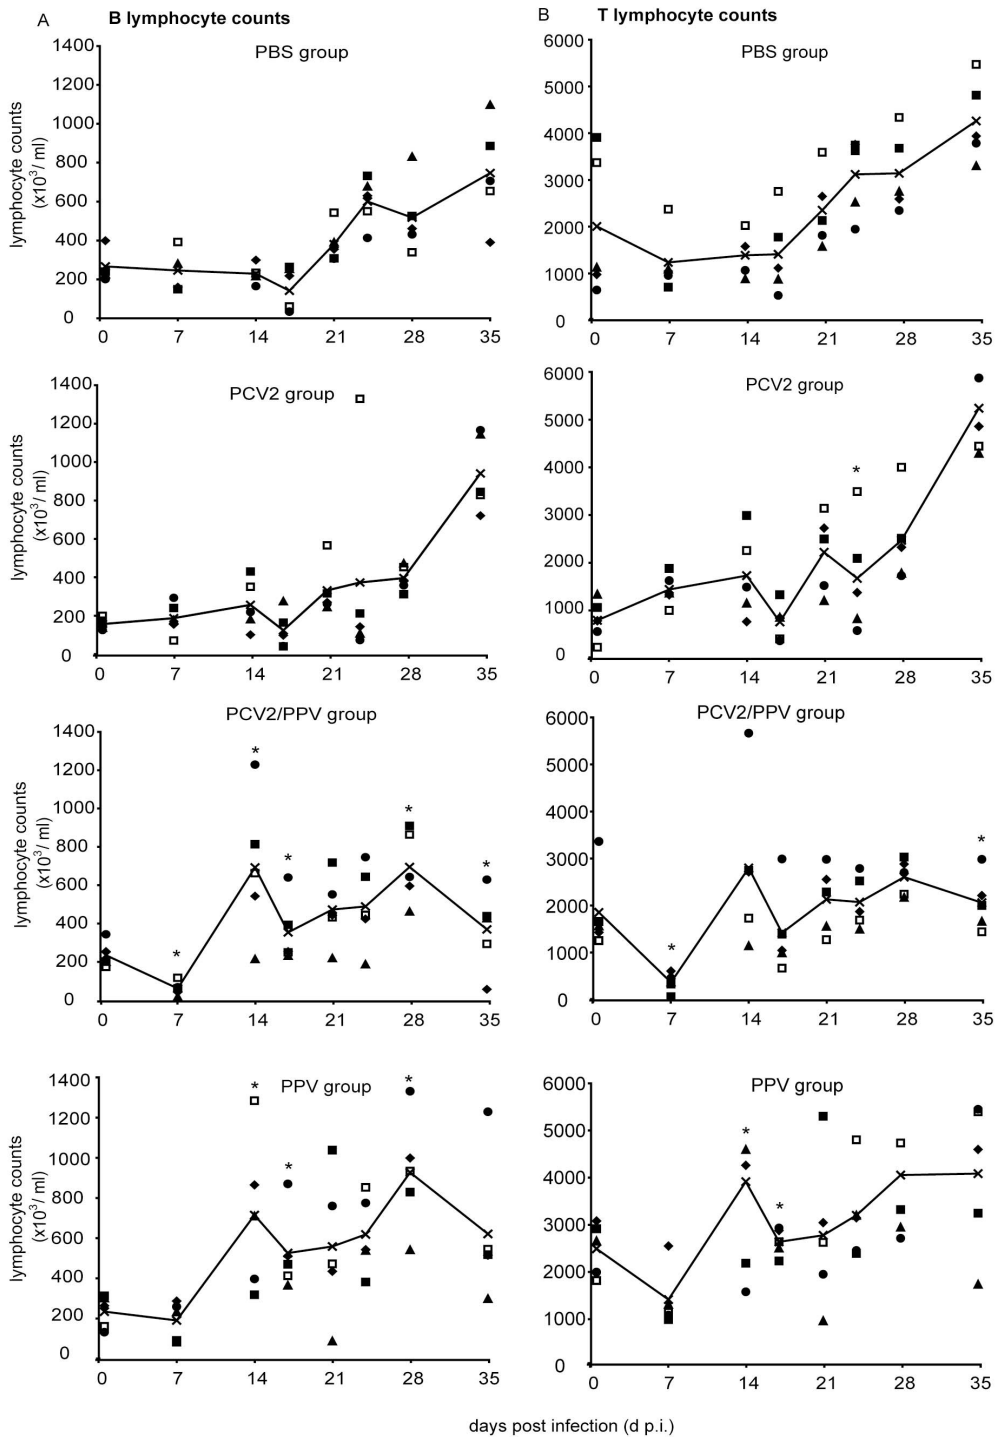 A B lymphocyte counts
B T lymphocyte counts
PBS group
lymphocyte counts
(x10³/ ml)
1400
1200
1000
800
600
400
200
0
0 7 14 21 28 35
PBS group
6000
5000
4000
3000
2000
1000
0
0 7 14 21 28 35
PCV2 group
lymphocyte counts
(x10³/ ml)
1400
1200
1000
800
600
400
200
0
0 7 14 21 28 35
PCV2 group
6000
5000
4000
3000
2000
1000
0
*
0 7 14 21 28 35
PCV2/PPV group
lymphocyte counts
(x10³/ ml)
1400
1200
1000
800
600
400
200
0
* * * * *
0 7 14 21 28 35
PCV2/PPV group
6000
5000
4000
3000
2000
1000
0
* *
0 7 14 21 28 35
PPV group
lymphocyte counts
(x10³/ ml)
1400
1200
1000
800
600
400
200
0
* * *
0 7 14 21 28 35
PPV group
6000
5000
4000
3000
2000
1000
0
* *
0 7 14 21 28 35
days post infection (d p.i.)